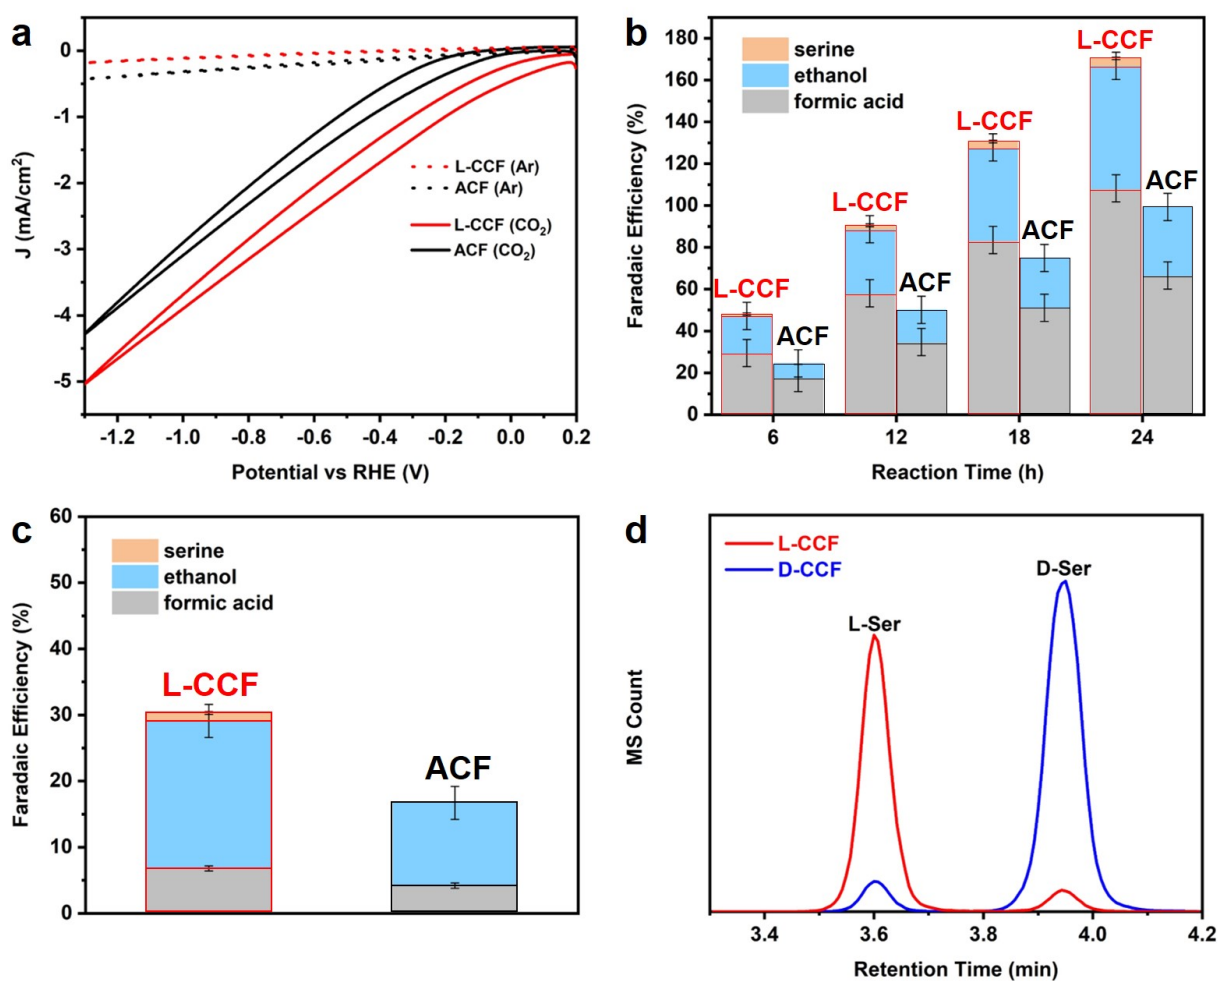 a
0
-1
-2
-3
-4
-5
J (mA/cm²)
L-CCF (Ar)
ACF (Ar)
L-CCF (CO₂)
ACF (CO₂)
-1.2 -1.0 -0.8 -0.6 -0.4 -0.2 0.0 0.2
Potential vs RHE (V)
b
180
160
140
120
100
80
60
40
20
0
Faradaic Efficiency (%)
serine
ethanol
formic acid
L-CCF
ACF
L-CCF
ACF
L-CCF
ACF
L-CCF
ACF
6 12 18 24
Reaction Time (h)
c
60
50
40
30
20
10
0
Faradaic Efficiency (%)
serine
ethanol
formic acid
L-CCF
ACF
d
L-CCF
D-CCF
L-Ser
D-Ser
MS Count
3.4 3.6 3.8 4.0 4.2
Retention Time (min)